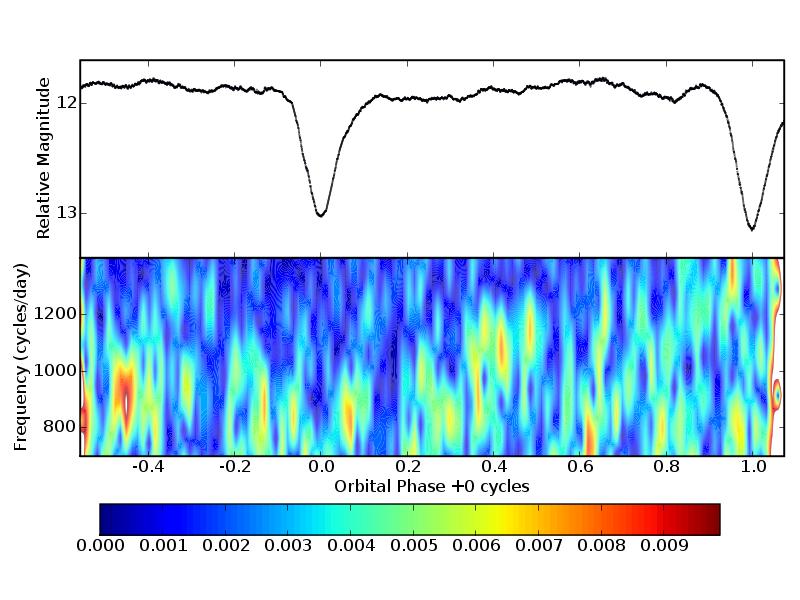 12
13
Relative Magnitude
1200
1000
800
Frequency (cycles/day)
-0.4 -0.2 0.0 0.2 0.4 0.6 0.8 1.0
Orbital Phase +0 cycles
0.000 0.001 0.002 0.003 0.004 0.005 0.006 0.007 0.008 0.009